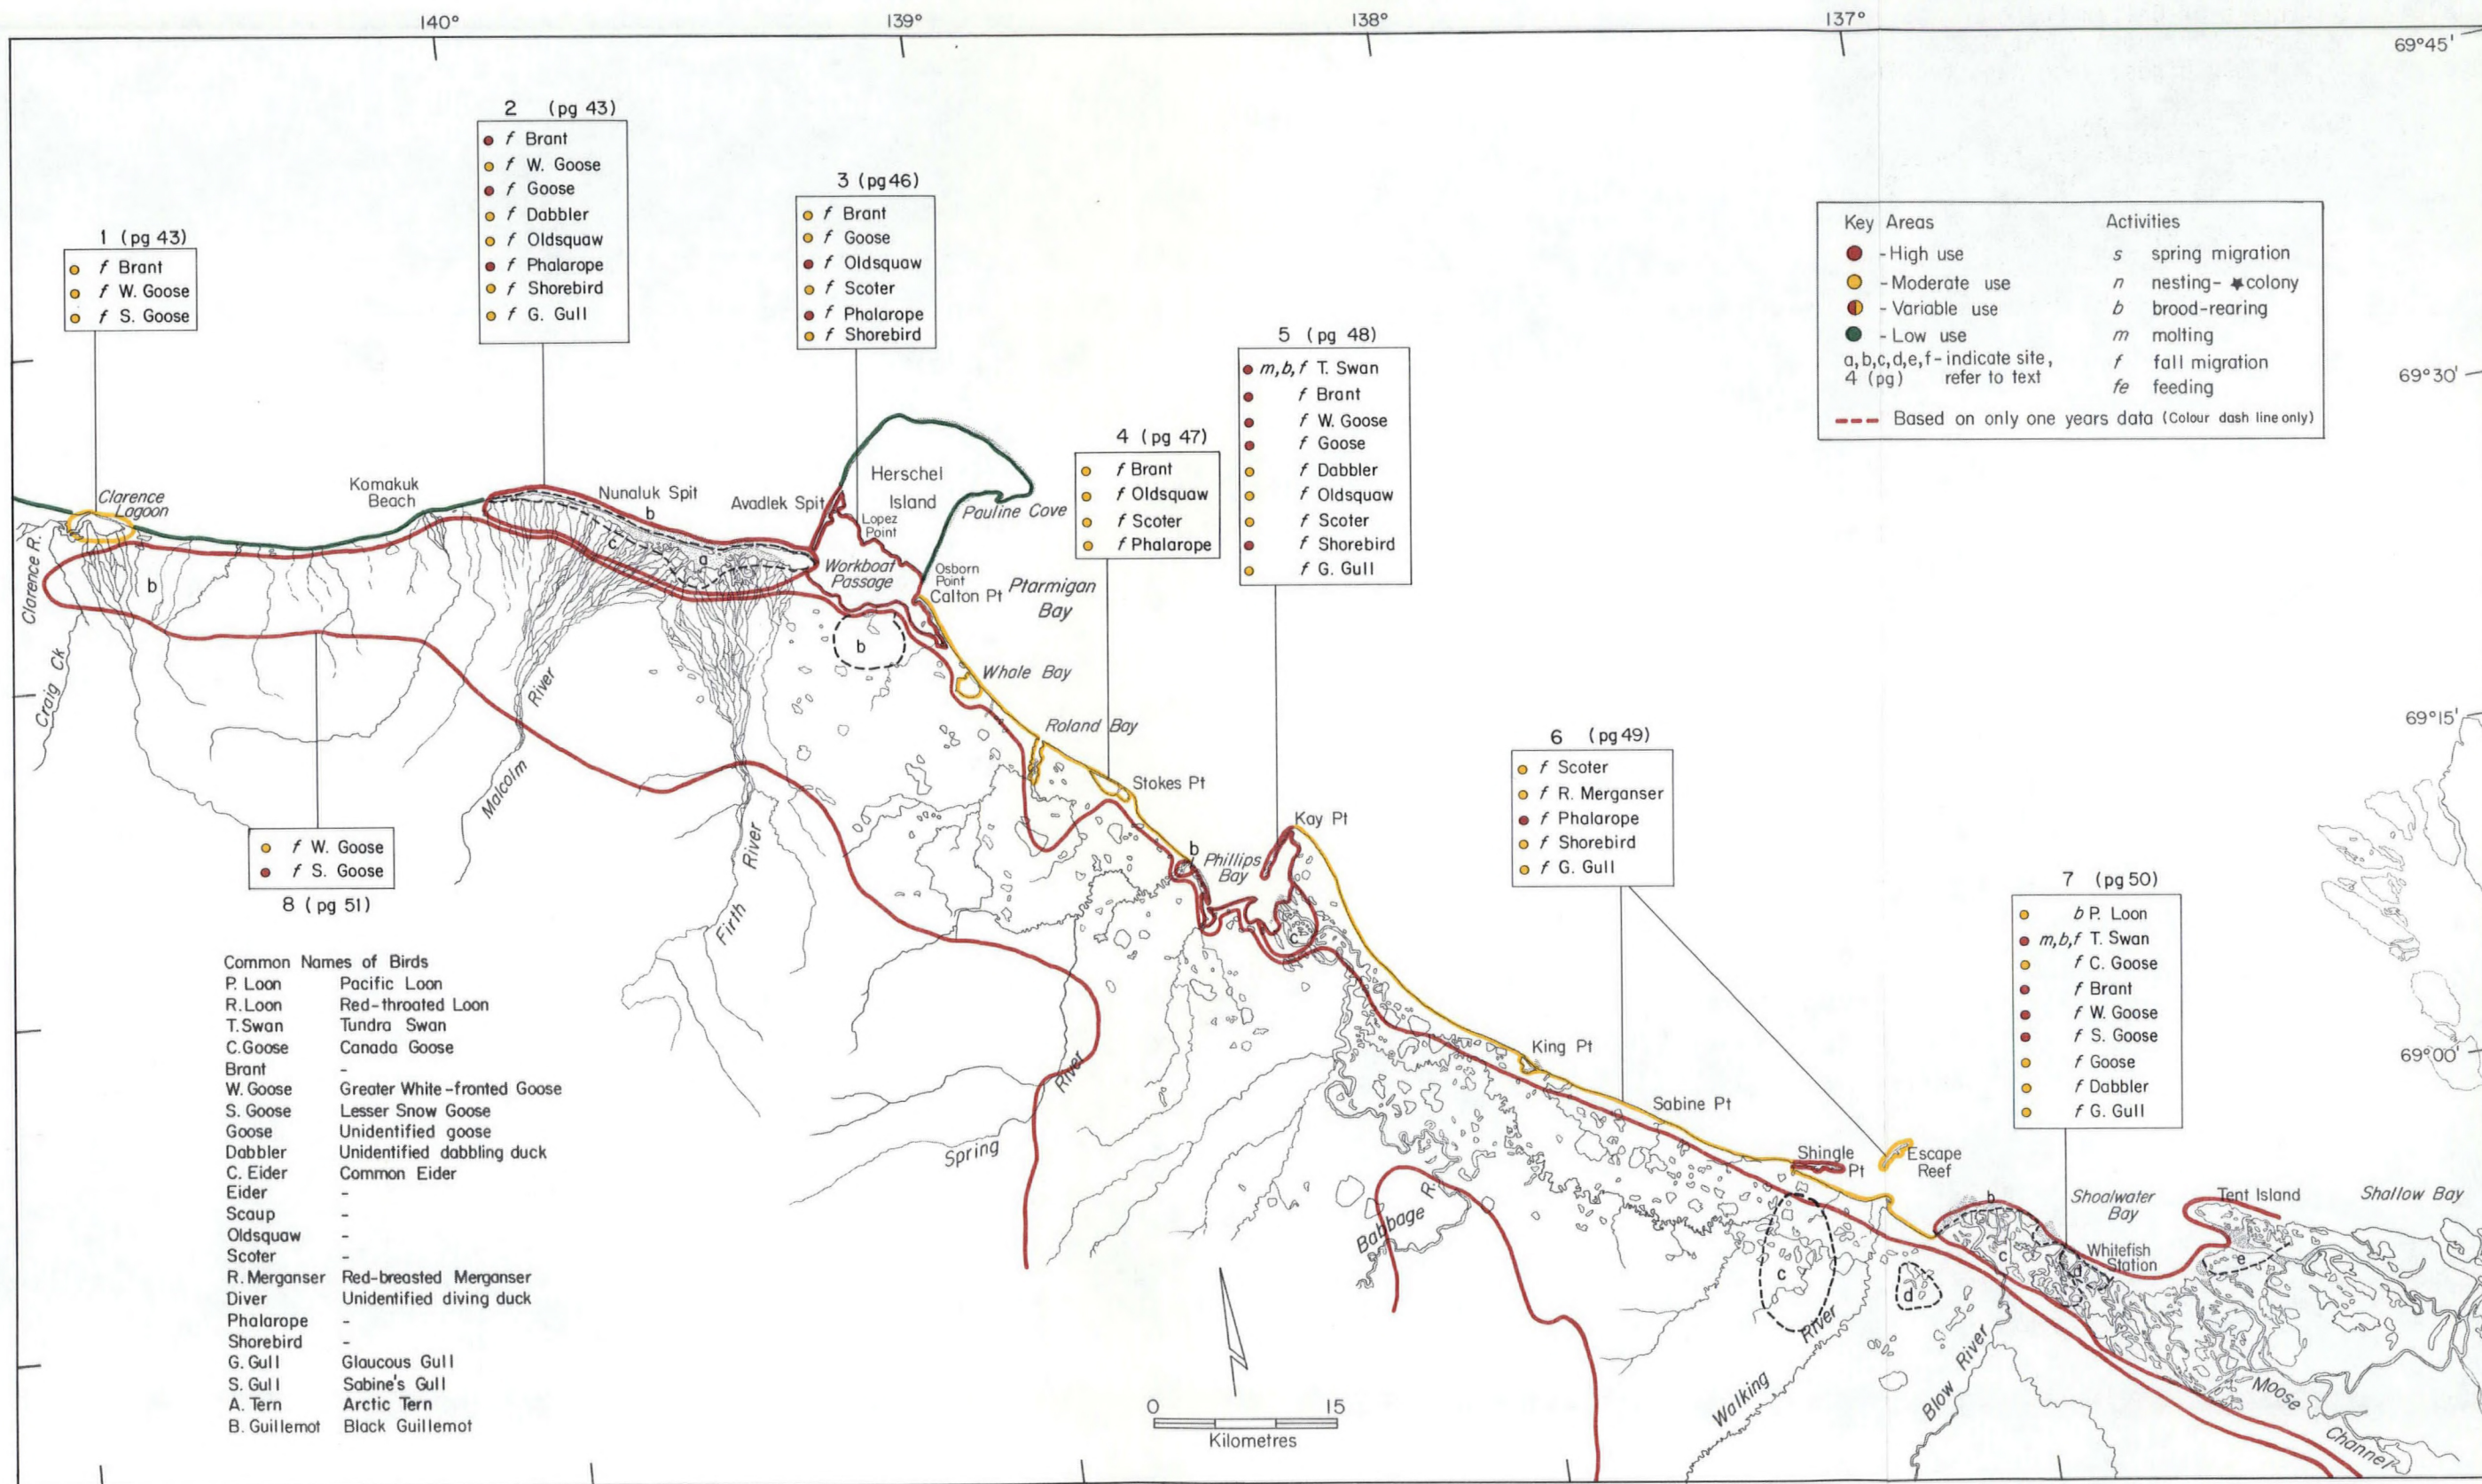 140°
139°
138°
137°
69°45'
69°30'
69°15'
69°00'
1 (pg 43)
f Brant
f W. Goose
f S. Goose
2 (pg 43)
f Brant
f W. Goose
f Goose
f Dabbler
f Oldsquaw
f Phalarope
f Shorebird
f G. Gull
3 (pg 46)
f Brant
f Goose
f Oldsquaw
f Scoter
f Phalarope
f Shorebird
4 (pg 47)
f Brant
f Oldsquaw
f Scoter
f Phalarope
5 (pg 48)
m,b,f T. Swan
f Brant
f W. Goose
f Goose
f Dabbler
f Oldsquaw
f Scoter
f Shorebird
f G. Gull
Key Areas
- High use
- Moderate use
- Variable use
- Low use
a,b,c,d,e,f - indicate site,
4 (pg) refer to text
Activities
s spring migration
n nesting- ★colony
b brood-rearing
m molting
f fall migration
fe feeding
Based on only one years data (Colour dash line only)
Clarence
Lagoon
Komakuk
Beach
Nunaluk Spit
Avadlek Spit
Herschel
Island
Lopez
Point
Pauline Cove
Workboat
Passage
Osborn
Point
Calton Pt
Ptarmigan
Bay
Whale Bay
Roland Bay
Stokes Pt
Kay Pt
Phillips
Bay
Clarence R.
Craig Ck
Malcolm
River
Firth
River
Spring
River
Babbage
R.
b
b
c
a
b
b
c
6 (pg 49)
f Scoter
f R. Merganser
f Phalarope
f Shorebird
f G. Gull
7 (pg 50)
b P. Loon
m,b,f T. Swan
f C. Goose
f Brant
f W. Goose
f S. Goose
f Goose
f Dabbler
f G. Gull
f W. Goose
f S. Goose
8 (pg 51)
King Pt
Sabine Pt
Shingle
Pt
Escape
Reef
Shoalwater
Bay
Tent Island
Shallow Bay
Whitefish
Station
b
c
d
e
c
d
Walking
River
Blow River
Moose
Channel
Common Names of Birds
P. Loon Pacific Loon
R. Loon Red-throated Loon
T. Swan Tundra Swan
C. Goose Canada Goose
Brant -
W. Goose Greater White-fronted Goose
S. Goose Lesser Snow Goose
Goose Unidentified goose
Dabbler Unidentified dabbling duck
C. Eider Common Eider
Eider -
Scaup -
Oldsquaw -
Scoter -
R. Merganser Red-breasted Merganser
Diver Unidentified diving duck
Phalarope -
Shorebird -
G. Gull Glaucous Gull
S. Gull Sabine's Gull
A. Tern Arctic Tern
B. Guillemot Black Guillemot
0 15
Kilometres